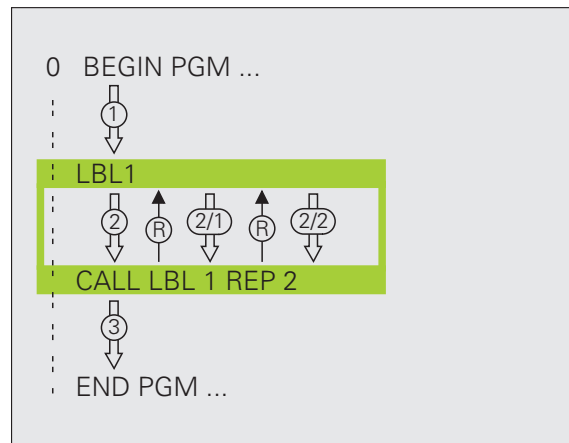 0 BEGIN PGM ...
1
LBL1
2 R 2/1 R 2/2
CALL LBL 1 REP 2
3
END PGM ...